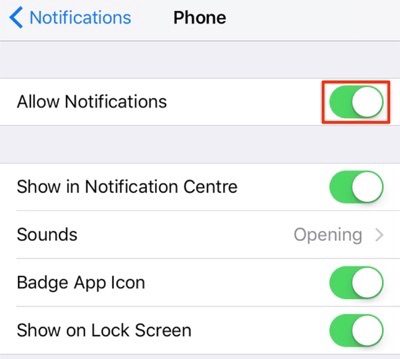 Notifications Phone
Allow Notifications
Show in Notification Centre
Sounds Opening
Badge App Icon
Show on Lock Screen